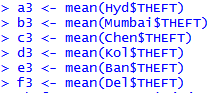 > a3 <- mean(Hyd$THEFT)
> b3 <- mean(Mumbai$THEFT)
> c3 <- mean(Chen$THEFT)
> d3 <- mean(Kol$THEFT)
> e3 <- mean(Ban$THEFT)
> f3 <- mean(Del$THEFT)